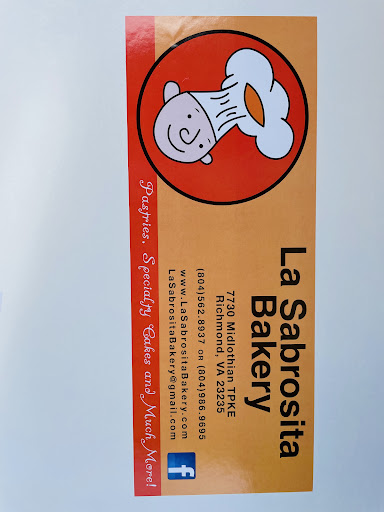 La Sabrosita
Bakery
7730 Midlothian TPKE
Richmond, VA 23235
(804)562.8937 OR (804)986.9695
www.LaSabrositaBakery.com
LaSabrositaBakery@gmail.com
f
Pastries, Specialty Cakes and Much More!